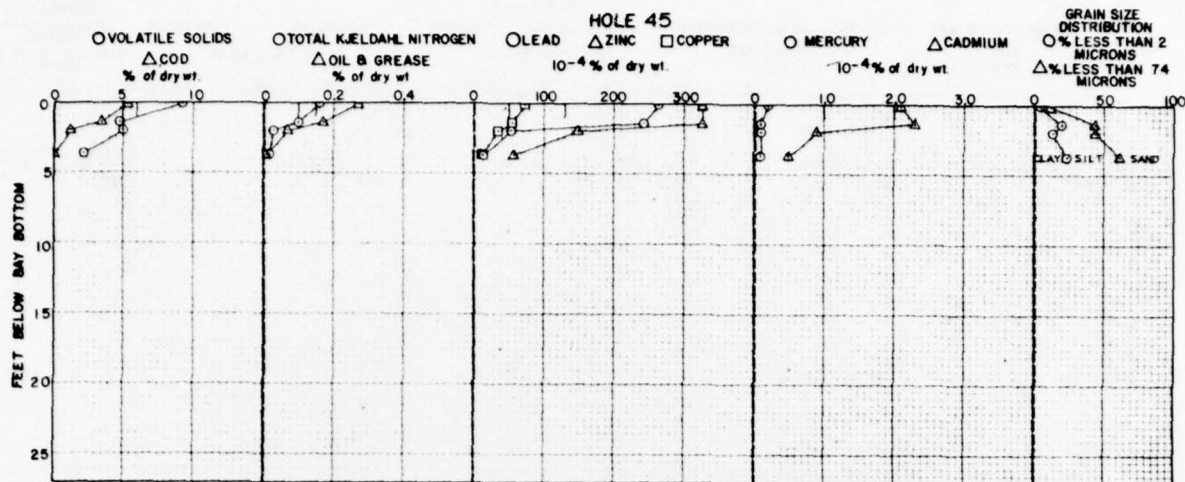 HOLE 45
○ VOLATILE SOLIDS
△ COD
% of dry wt.
○ TOTAL KJELDAHL NITROGEN
△ OIL & GREASE
% of dry wt
○ LEAD △ ZINC □ COPPER
10⁻⁴ % of dry wt.
○ MERCURY △ CADMIUM
10⁻⁴ % of dry wt.
GRAIN SIZE
DISTRIBUTION
○ % LESS THAN 2
MICRONS
△ % LESS THAN 74
MICRONS
0 5 10 0 .2 0.4 0 100 200 300 0 1.0 2.0 3.0 0 50 100
0
5
10
15
20
25
FEET BELOW BAY BOTTOM
CLAY SILT SAND